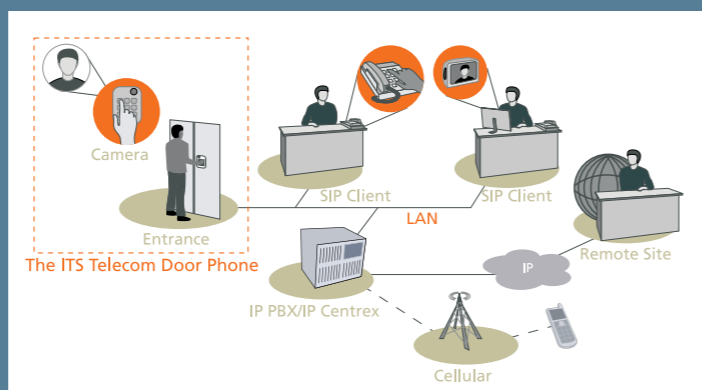 Camera
Entrance
The ITS Telecom Door Phone
SIP Client
SIP Client
LAN
Remote Site
IP
IP PBX/IP Centrex
Cellular